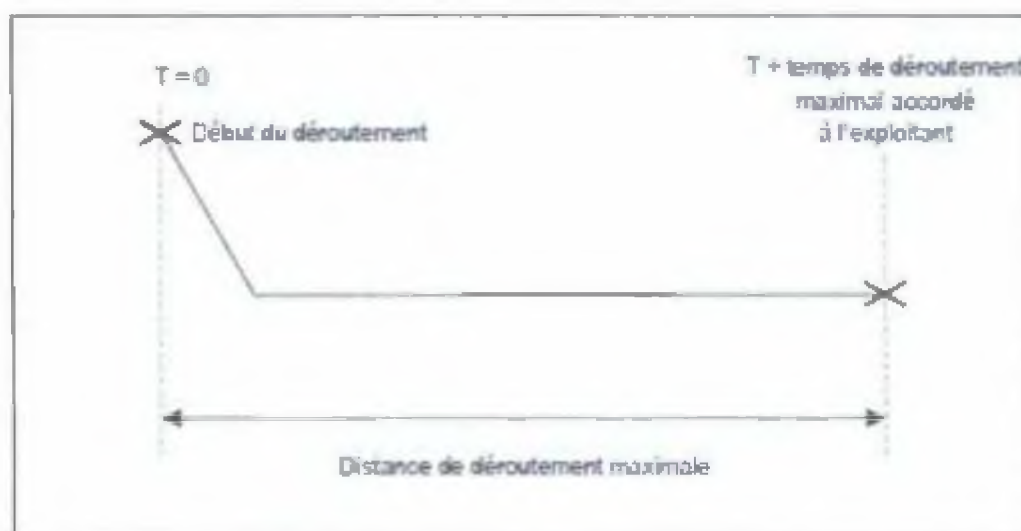 T = 0
T + temps de déroutement
maximal accordé
à l'exploitant
Début du déroutement
Distance de déroutement maximale